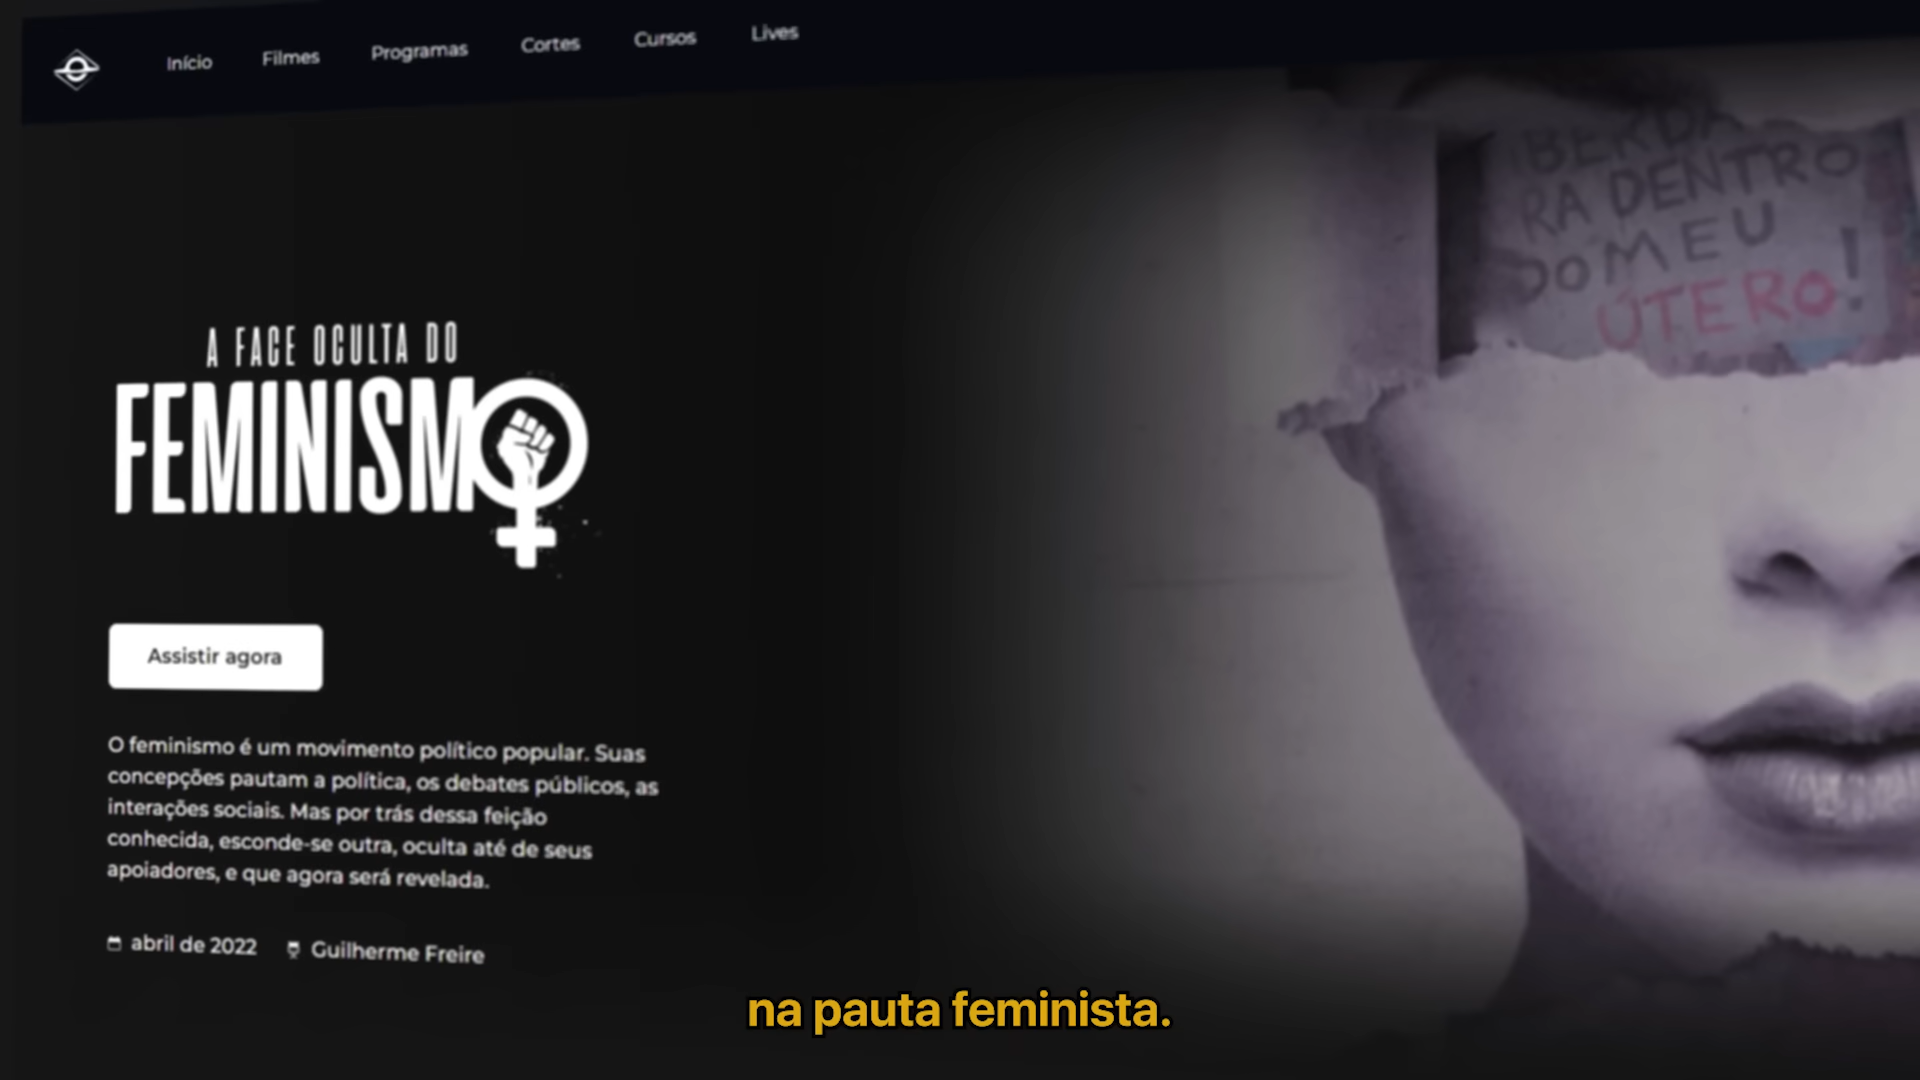 Início Filmes Programas Cortes Cursos Lives
A FACE OCULTA DO
FEMINISMO
Assistir agora
O feminismo é um movimento político popular. Suas
concepções pautam a política, os debates públicos, as
interações sociais. Mas por trás dessa feição
conhecida, esconde-se outra, oculta até de seus
apoiadores, e que agora será revelada.
abril de 2022 Guilherme Freire
IBERDA
RA DENTRO
DO MEU
ÚTERO!
na pauta feminista.